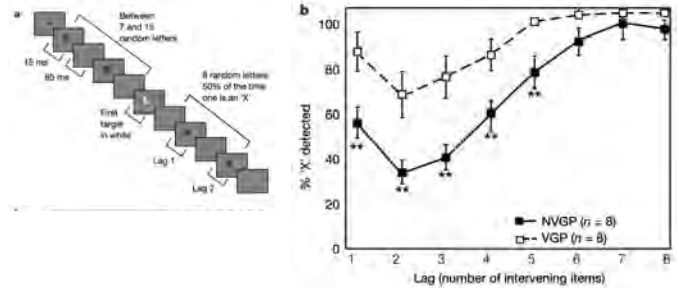 a
Between
7 and 15
random letters
15 ms
85 ms
8 random letters:
50% of the time
one is an 'X'
First
target
in white
Lag 1
Lag 2
b
% 'X' detected
100
80
60
40
20
0
**
**
**
**
**
NVGP (n = 8)
VGP (n = 8)
1 2 3 4 5 6 7 8
Lag (number of intervening items)